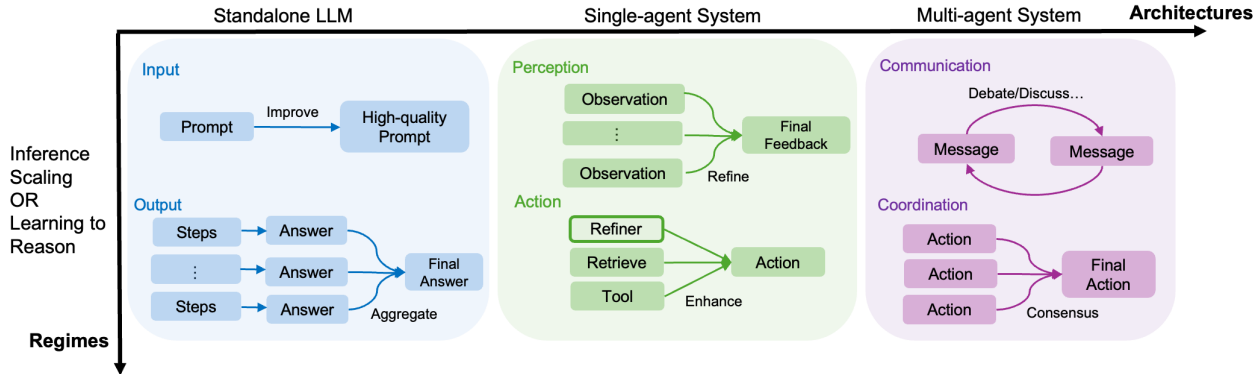 Standalone LLM
Single-agent System
Multi-agent System
Architectures
Inference
Scaling
OR
Learning to
Reason
Regimes
Input
Prompt
Improve
High-quality
Prompt
Output
Steps
Answer
⋮
Answer
Steps
Answer
Final
Answer
Aggregate
Perception
Observation
⋮
Observation
Final
Feedback
Refine
Action
Refiner
Retrieve
Tool
Action
Enhance
Communication
Debate/Discuss...
Message
Message
Coordination
Action
Action
Action
Final
Action
Consensus